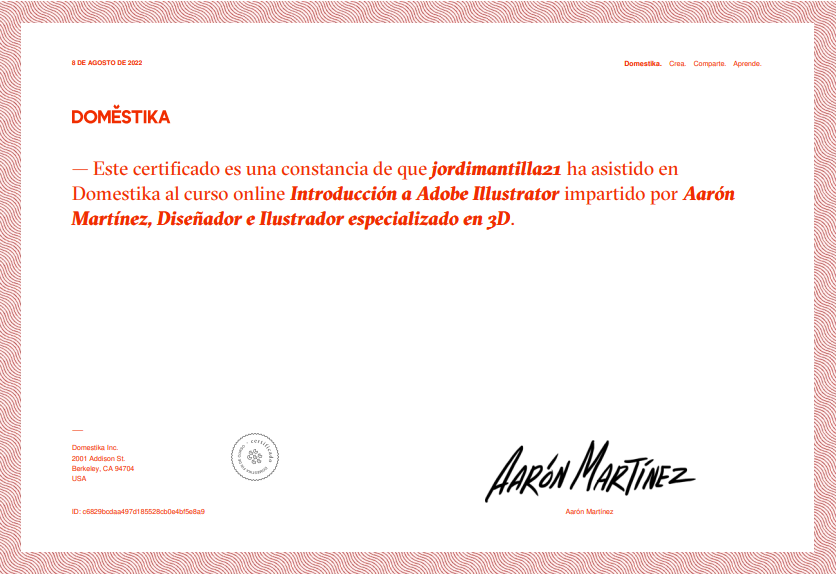 8 DE AGOSTO DE 2022
Domestika. Crea. Comparte. Aprende.
DOMĔSTIKA
— Este certificado es una constancia de que jordimantilla21 ha asistido en
Domestika al curso online Introducción a Adobe Illustrator impartido por Aarón
Martínez, Diseñador e Ilustrador especializado en 3D.
Domestika Inc.
2001 Addison St.
Berkeley, CA 94704
USA
certificado
AARÓN MARTÍNEZ
ID: c6829bcdaa497d185528cb0e4bf5e8a9
Aarón Martínez